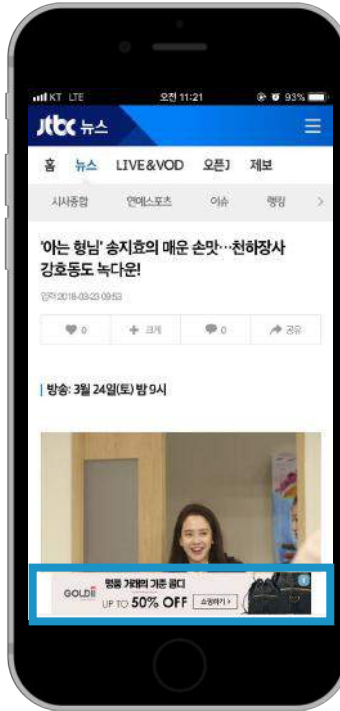 KT LTE 오전 11:21 93%
jtbc 뉴스
홈 뉴스 LIVE&VOD 오픈J 제보
시사종합 연예스포츠 이슈 랭킹
'아는 형님' 송지효의 매운 손맛…천하장사
강호동도 녹다운!
입력 2018-03-23 09:53
0 크게 0 공유
방송: 3월 24일(토) 밤 9시
명품 거래의 기준 골디
GOLDII
UP TO 50% OFF 쇼핑하기 >